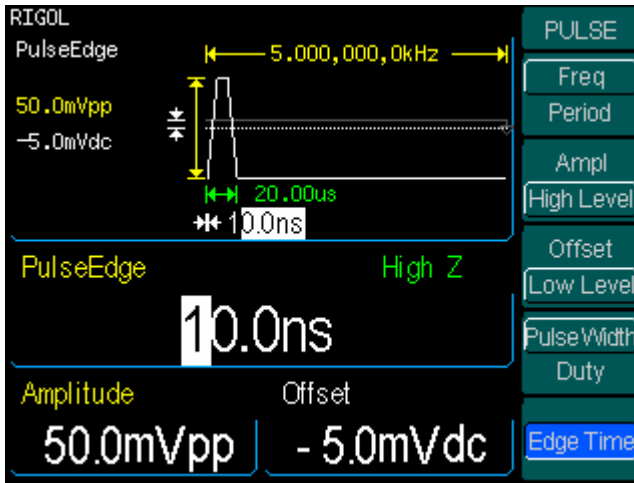 RIGOL
PulseEdge
5.000,000,0kHz
50.0mVpp
-5.0mVdc
20.00us
10.0ns
PulseEdge
High Z
10.0ns
Amplitude
Offset
50.0mVpp
- 5.0mVdc
PULSE
Freq
Period
Ampl
High Level
Offset
Low Level
PulseWidth
Duty
Edge Time